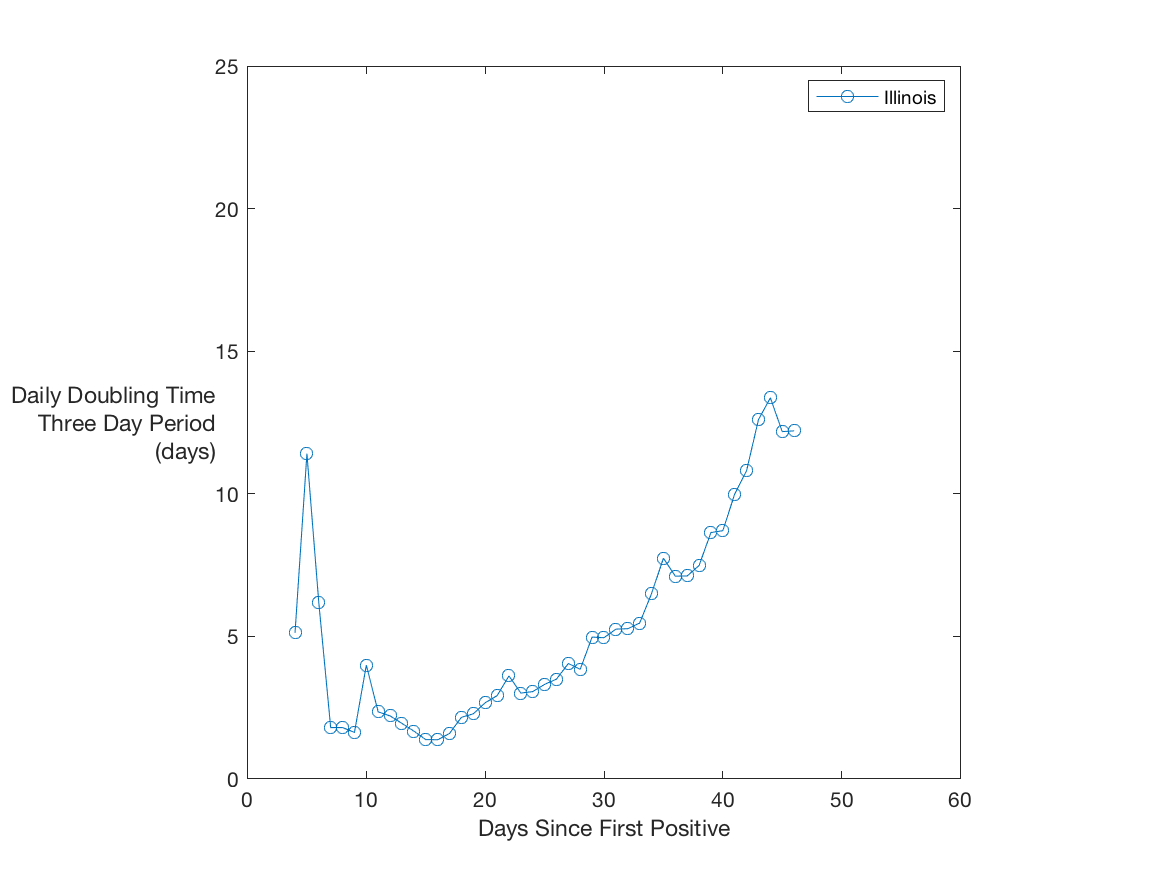 25
Illinois
20
15
Daily Doubling Time
Three Day Period
(days)
10
5
0
0 10 20 30 40 50 60
Days Since First Positive